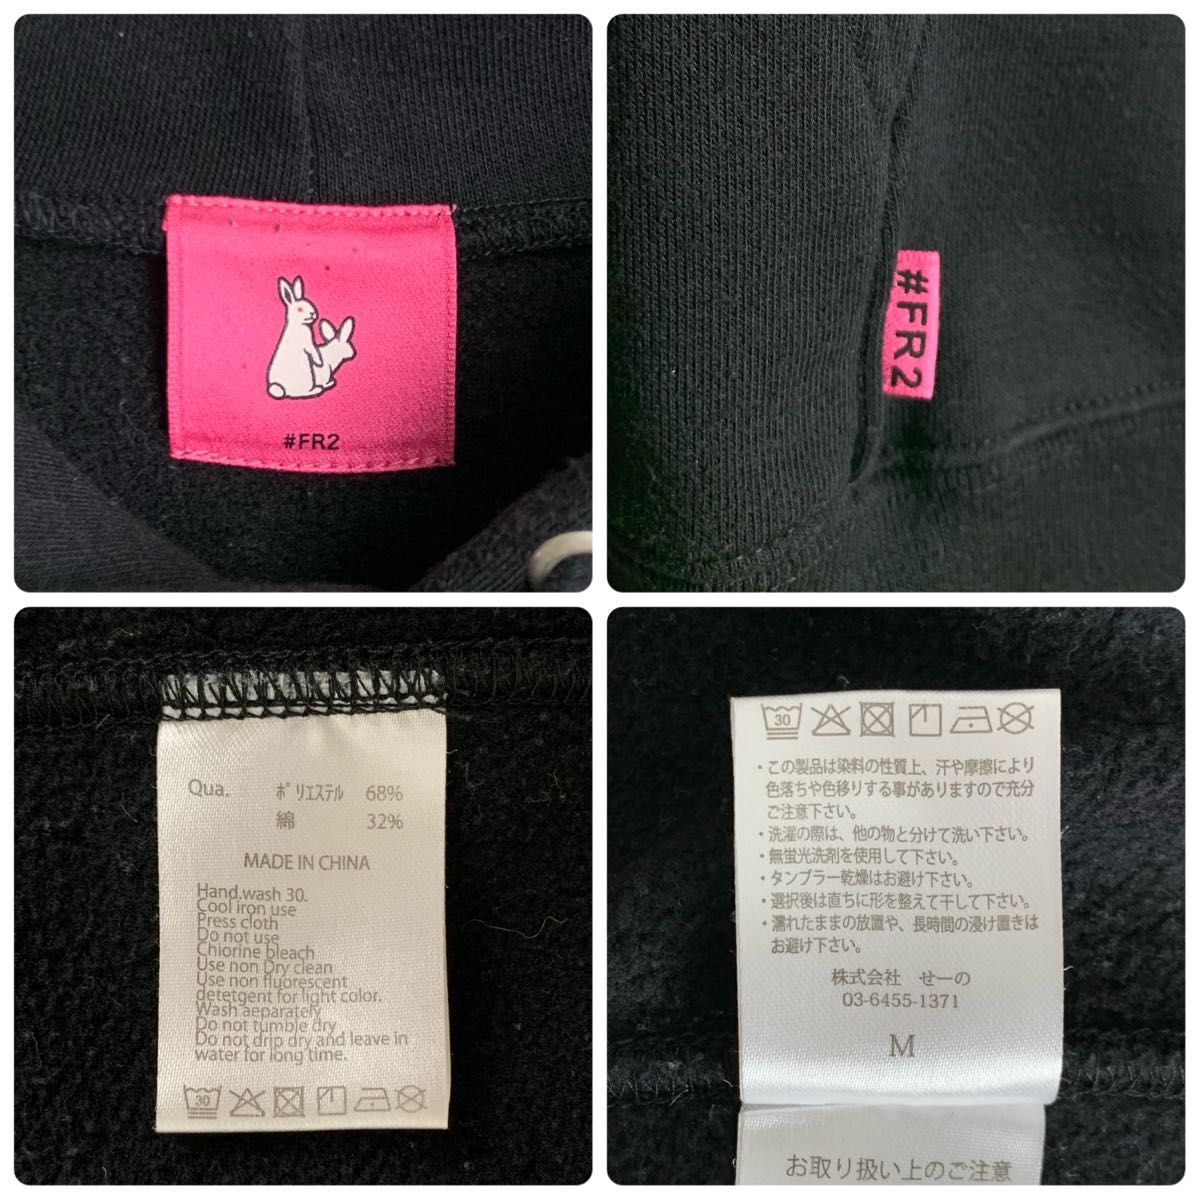 #FR2
#FR2
Qua. ポリエステル 68%
綿 32%
MADE IN CHINA
Hand.wash 30.
Cool iron use
Press cloth
Do not use
Chiorine bleach
Use non Dry clean
Use non fluorescent
detetgent for light color.
Wash aeparately
Do not tumble dry
Do not drip dry and leave in
water for long time.
30
30
・この製品は染料の性質上、汗や摩擦により
色落ちや色移りする事がありますので充分
ご注意下さい。
・洗濯の際は、他の物と分けて洗い下さい。
・無蛍光洗剤を使用して下さい。
・タンブラー乾燥はお避け下さい。
・選択後は直ちに形を整えて干して下さい。
・濡れたままの放置や、長時間の浸け置きは
お避け下さい。
株式会社 せーの
03-6455-1371
M
お取り扱い上のご注意